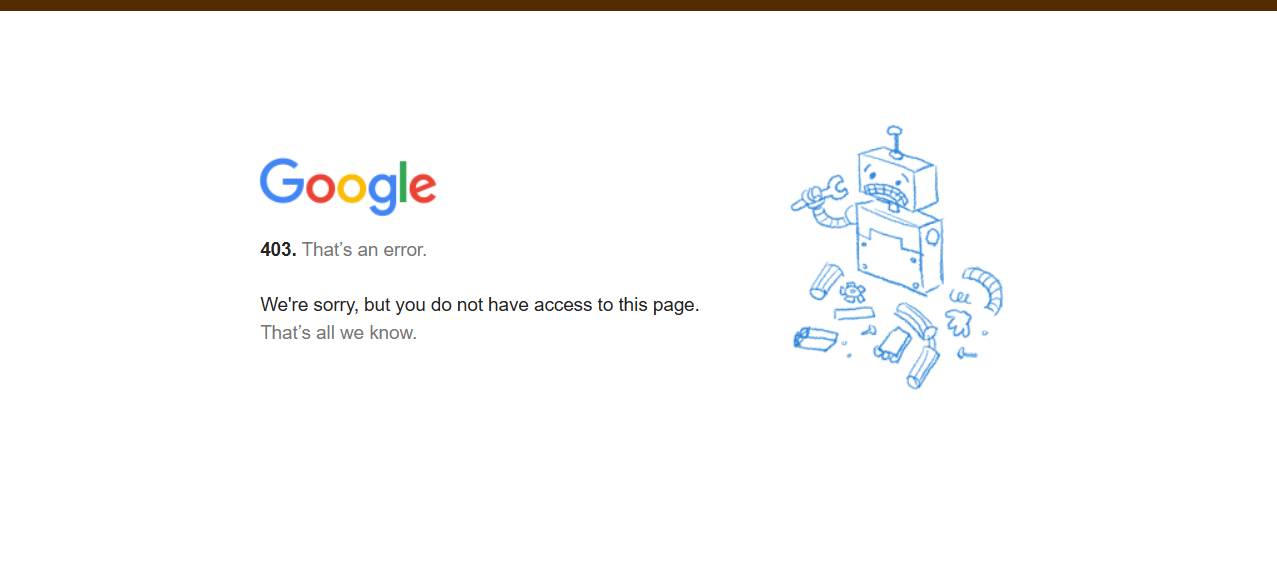 Google
403. That’s an error.
We're sorry, but you do not have access to this page.
That’s all we know.